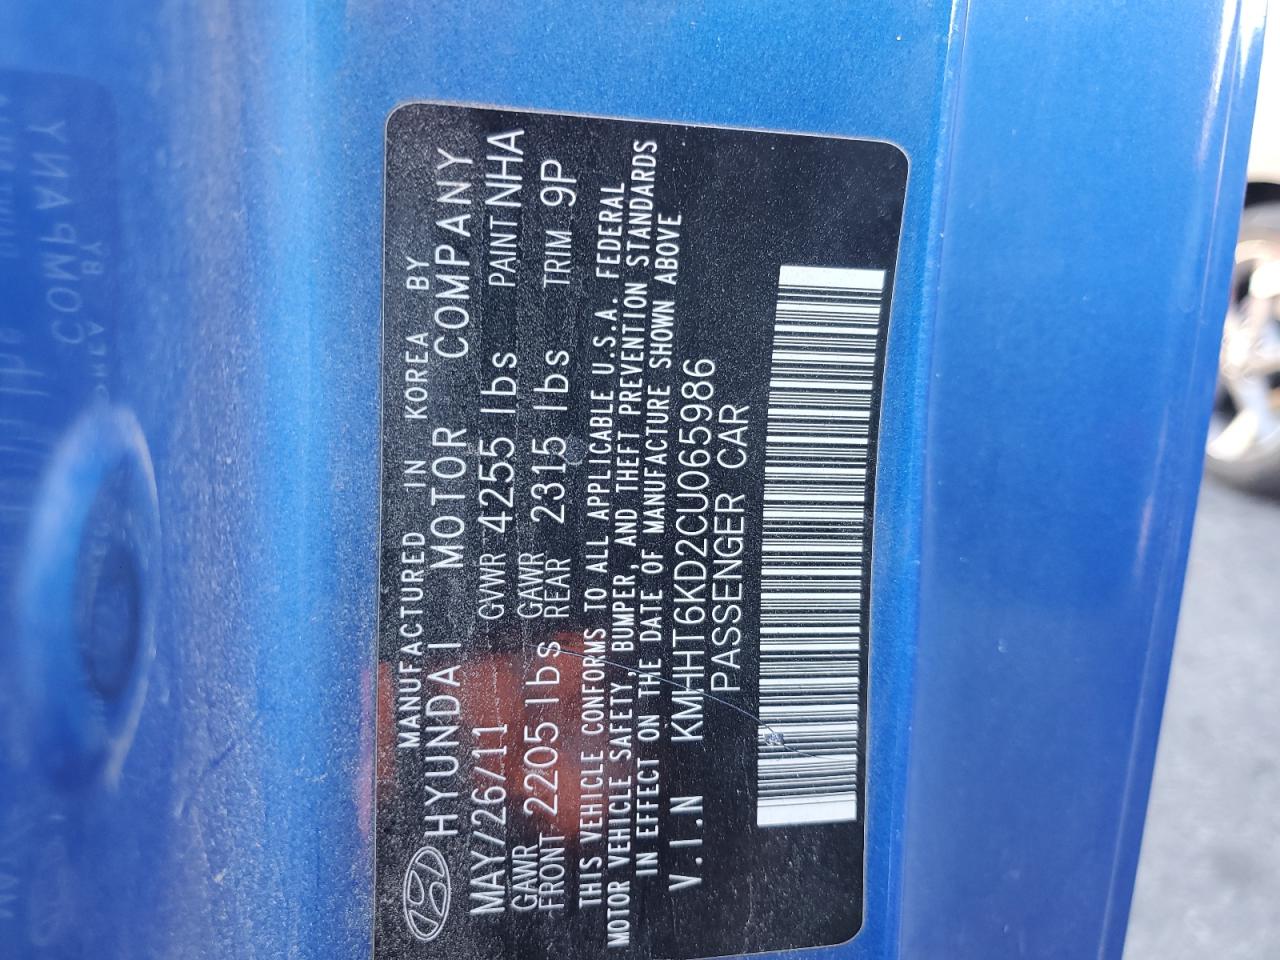 MANUFACTURED IN KOREA BY
HYUNDAI MOTOR COMPANY
MAY/26/11 GVWR 4255 lbs PAINT NHA
GAWR FRONT 2205 lbs GAWR REAR 2315 lbs TRIM 9P
THIS VEHICLE CONFORMS TO ALL APPLICABLE U.S.A. FEDERAL
MOTOR VEHICLE SAFETY, BUMPER, AND THEFT PREVENTION STANDARDS
IN EFFECT ON THE DATE OF MANUFACTURE SHOWN ABOVE
V.I.N KMHHT6KD2CU065986
PASSENGER CAR